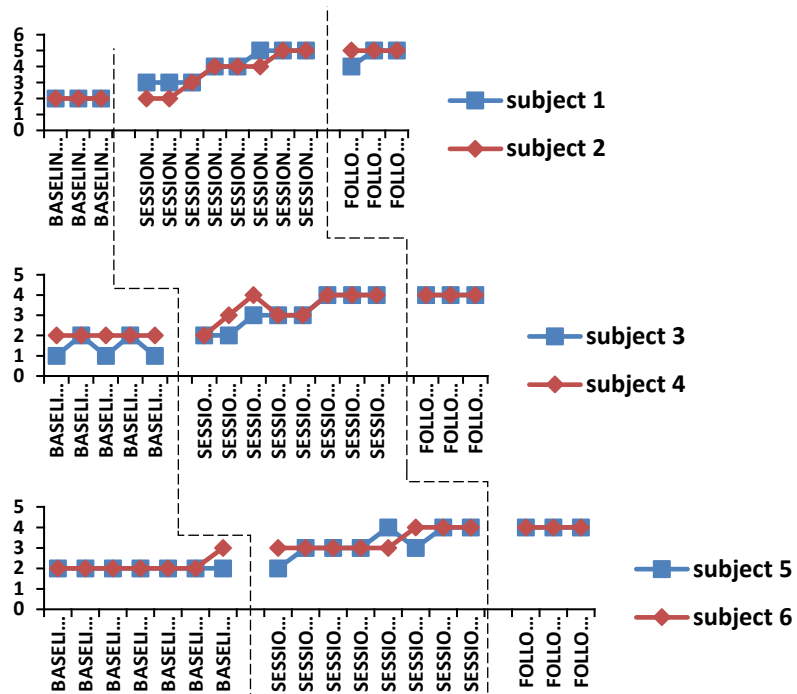 6
5
4
3
2
1
0
BASELIN...
BASELIN...
BASELIN...
SESSION...
SESSION...
SESSION...
SESSION...
SESSION...
SESSION...
SESSION...
SESSION...
FOLLO...
FOLLO...
FOLLO...
subject 1
subject 2
5
4
3
2
1
0
BASELI...
BASELI...
BASELI...
BASELI...
BASELI...
SESSIO...
SESSIO...
SESSIO...
SESSIO...
SESSIO...
SESSIO...
SESSIO...
SESSIO...
FOLLO...
FOLLO...
FOLLO...
subject 3
subject 4
5
4
3
2
1
0
BASELI...
BASELI...
BASELI...
BASELI...
BASELI...
BASELI...
BASELI...
SESSIO...
SESSIO...
SESSIO...
SESSIO...
SESSIO...
SESSIO...
SESSIO...
SESSIO...
FOLLO...
FOLLO...
FOLLO...
subject 5
subject 6